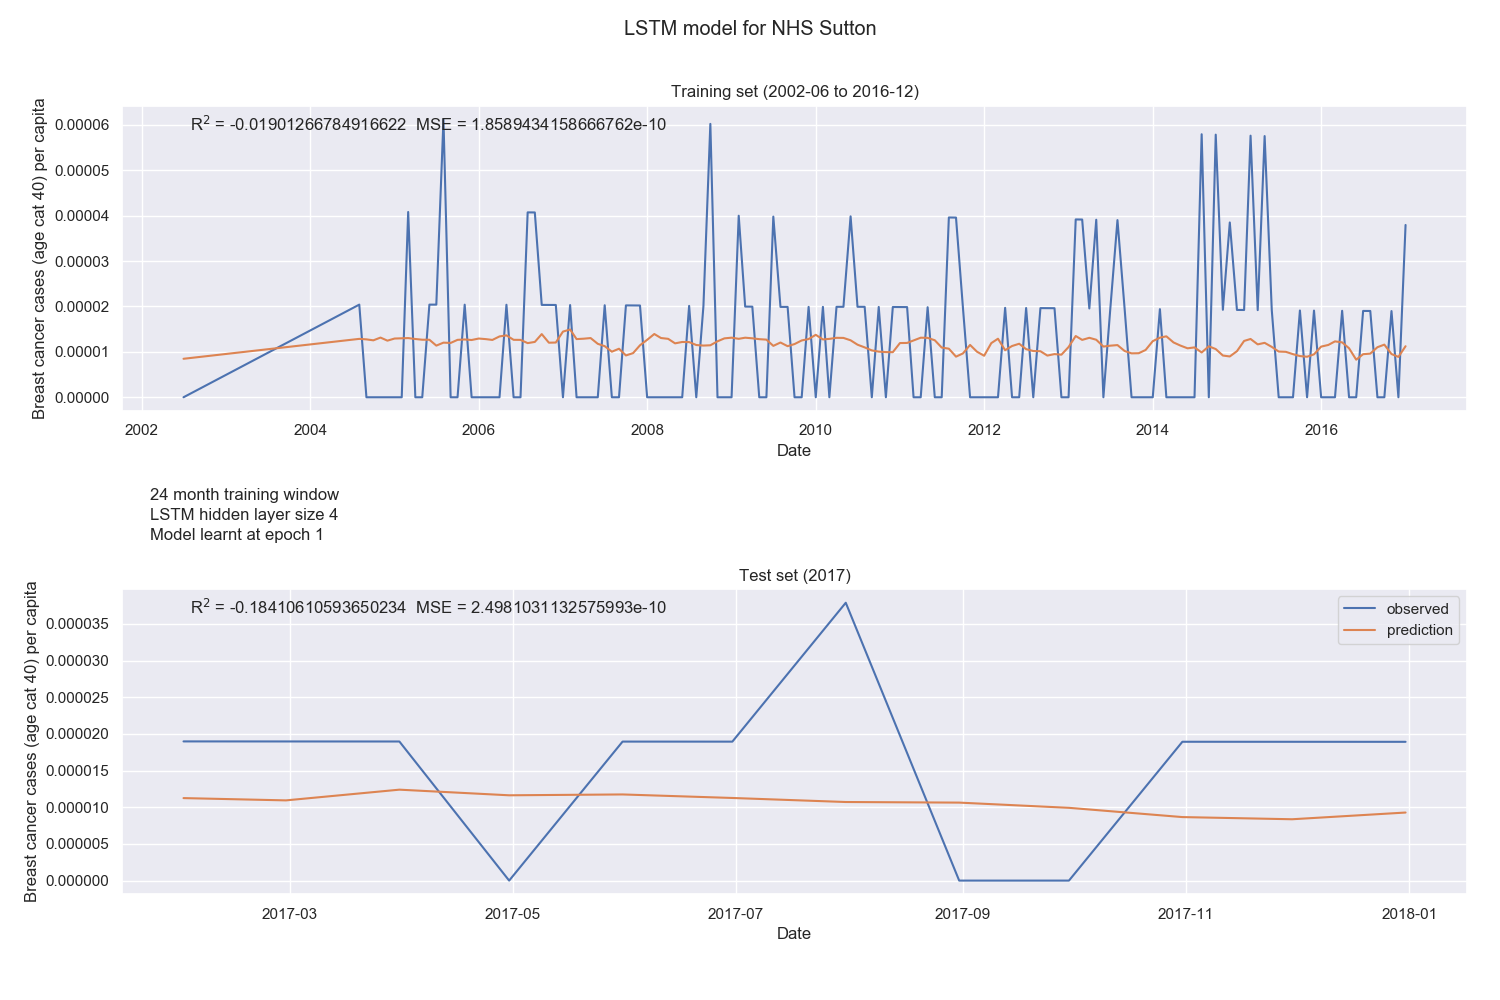 LSTM model for NHS Sutton
Training set (2002-06 to 2016-12)
R2 = -0.01901266784916622 MSE = 1.8589434158666762e-10
Breast cancer cases (age cat 40) per capita
0.00006
0.00005
0.00004
0.00003
0.00002
0.00001
0.00000
2002 2004 2006 2008 2010 2012 2014 2016
Date
24 month training window
LSTM hidden layer size 4
Model learnt at epoch 1
Test set (2017)
R2 = -0.18410610593650234 MSE = 2.4981031132575993e-10
observed
prediction
Breast cancer cases (age cat 40) per capita
0.000035
0.000030
0.000025
0.000020
0.000015
0.000010
0.000005
0.000000
2017-03 2017-05 2017-07 2017-09 2017-11 2018-01
Date